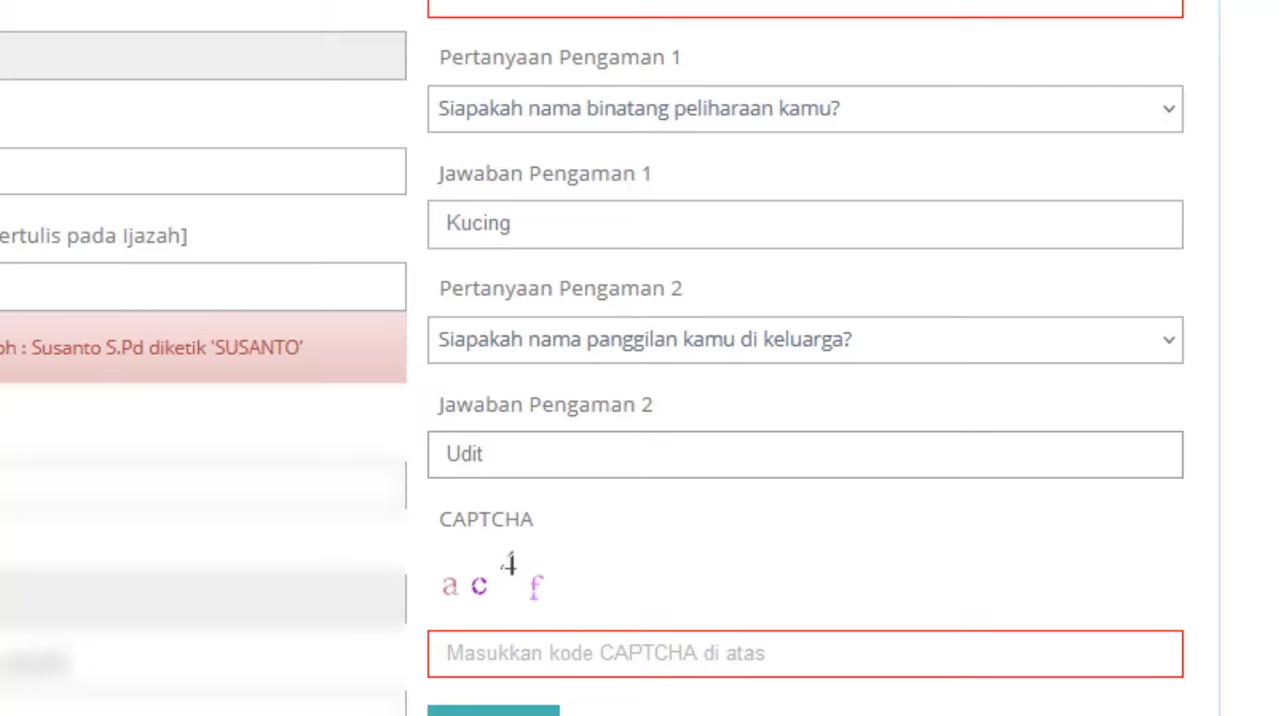 ertulis pada Ijazah]
oh : Susanto S.Pd diketik 'SUSANTO'
Pertanyaan Pengaman 1
Siapakah nama binatang peliharaan kamu?
Jawaban Pengaman 1
Kucing
Pertanyaan Pengaman 2
Siapakah nama panggilan kamu di keluarga?
Jawaban Pengaman 2
Udit
CAPTCHA
a c 4 f
Masukkan kode CAPTCHA di atas